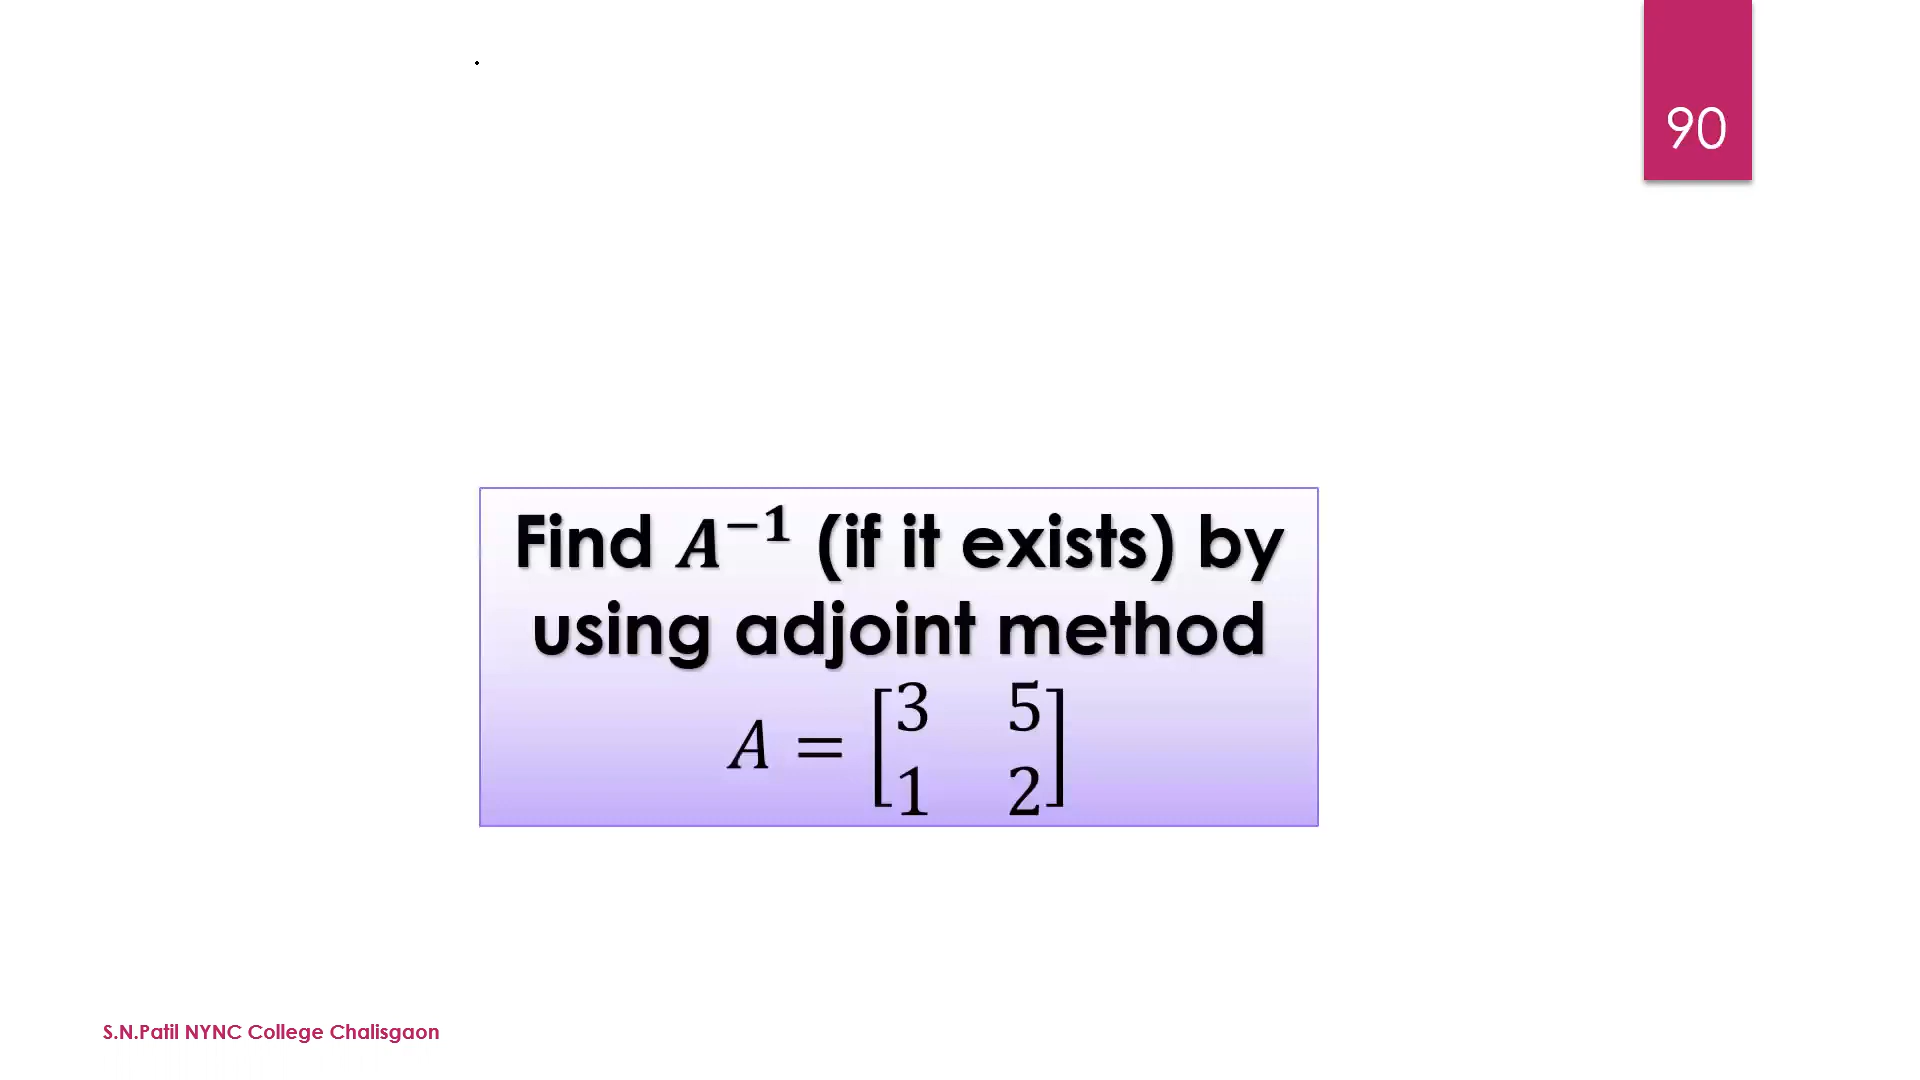 .
90
Find A⁻¹ (if it exists) by
using adjoint method
A = [3 5
1 2]
S.N.Patil NYNC College Chalisgaon